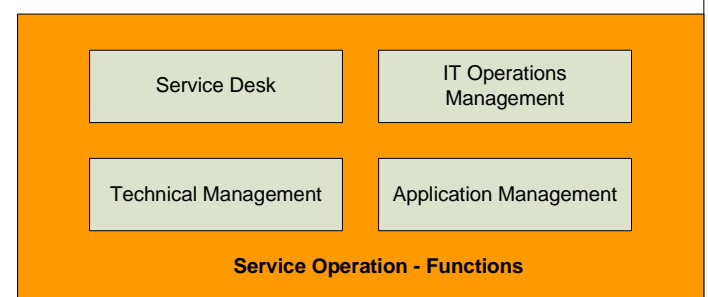 Service Desk
IT Operations
Management
Technical Management
Application Management
Service Operation - Functions